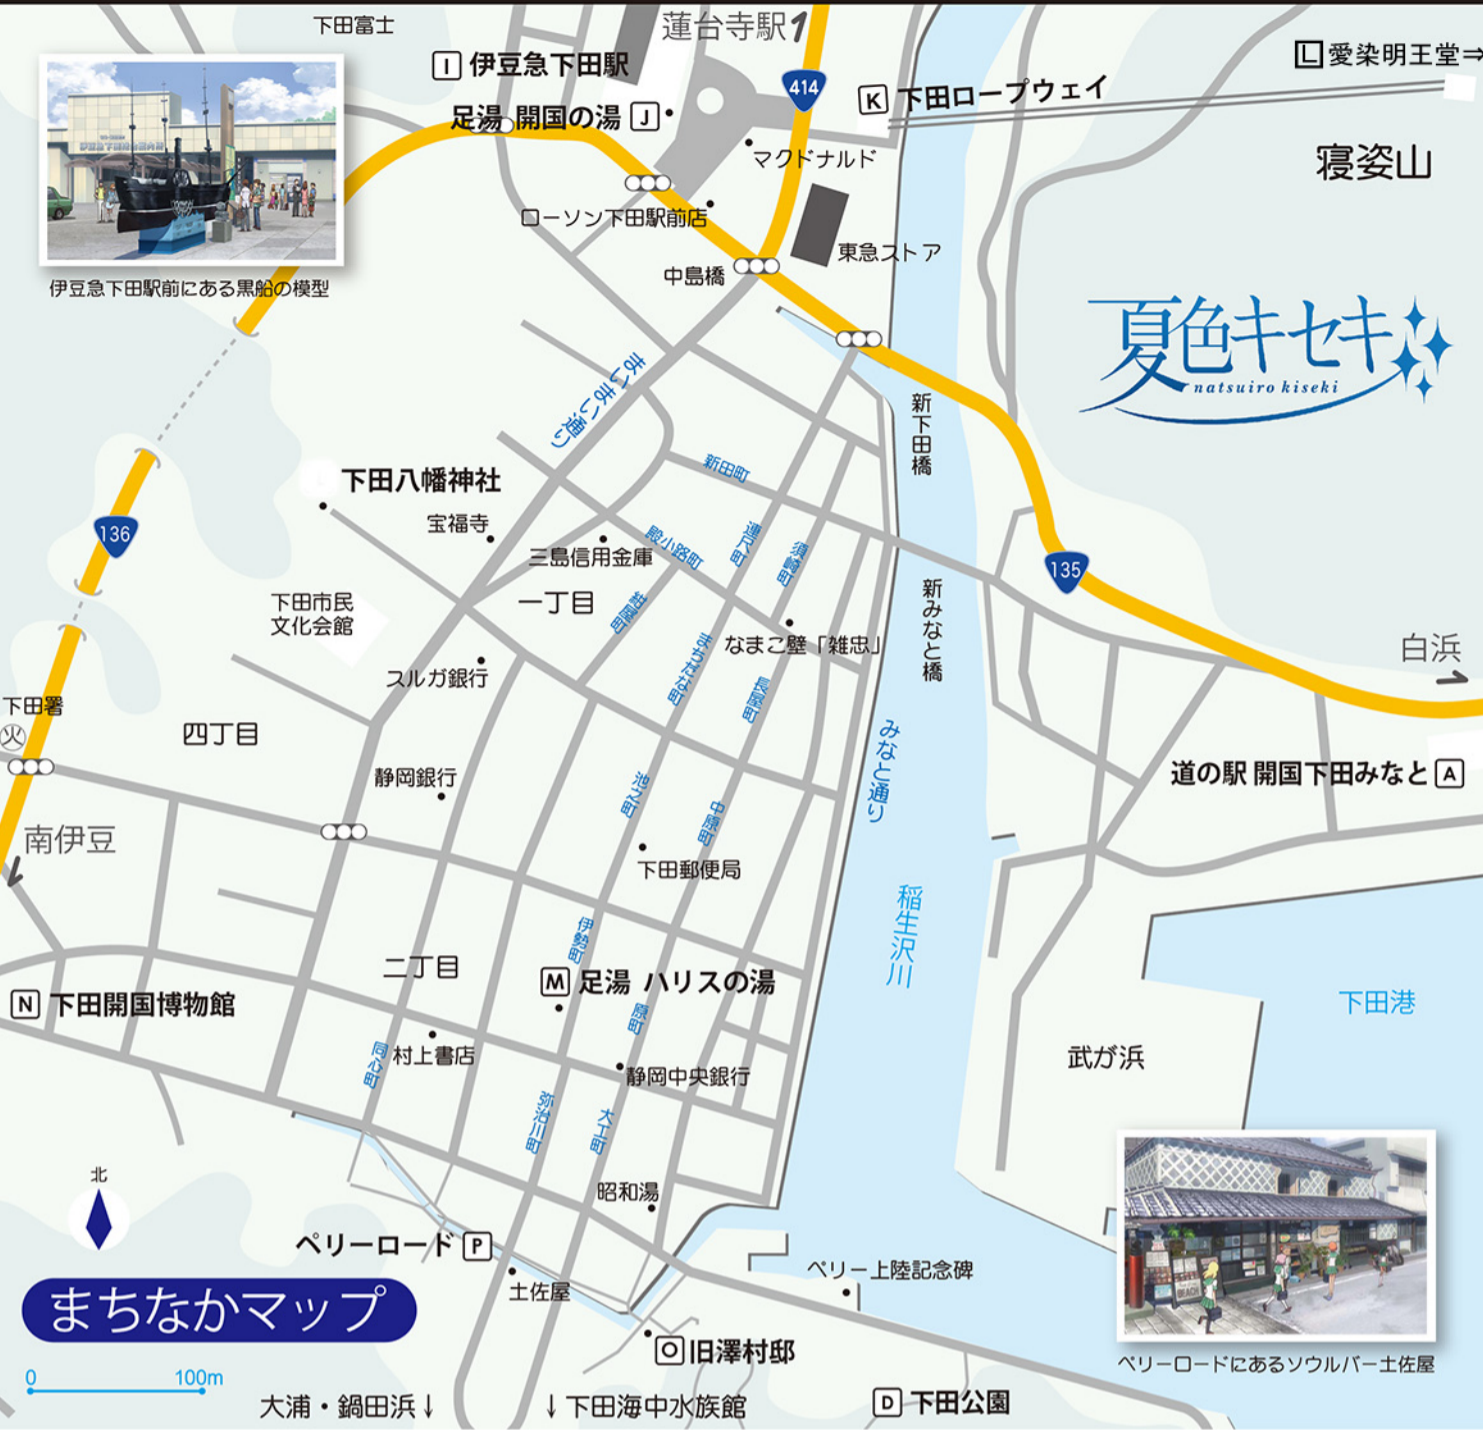 下田富士
蓮台寺駅
I 伊豆急下田駅
L 愛染明王堂⇒
414
K 下田ロープウェイ
足湯 開国の湯 J
マクドナルド
寝姿山
ローソン下田駅前店
東急ストア
中島橋
伊豆急下田駅前にある黒船の模型
夏色キセキ
natsuiro kiseki
まいまい通り
新下田橋
新田町
下田八幡神社
宝福寺
136
連尺町
殿小路町
須崎町
三島信用金庫
135
一丁目
下田市民
文化会館
紺屋町
新みなと橋
なまこ壁「雑忠」
白浜
スルガ銀行
長屋町
下田署
火
四丁目
みなと通り
静岡銀行
池之町
道の駅 開国下田みなと A
中原町
南伊豆
下田郵便局
稲生沢川
伊勢町
二丁目
M 足湯 ハリスの湯
N 下田開国博物館
原町
下田港
同心町
村上書店
武が浜
静岡中央銀行
弥治川町
大工町
北
昭和湯
ペリーロード P
ペリー上陸記念碑
土佐屋
BEACH
まちなかマップ
O 旧澤村邸
ペリーロードにあるソウルバー土佐屋
0 100m
大浦・鍋田浜↓
↓下田海中水族館
D 下田公園